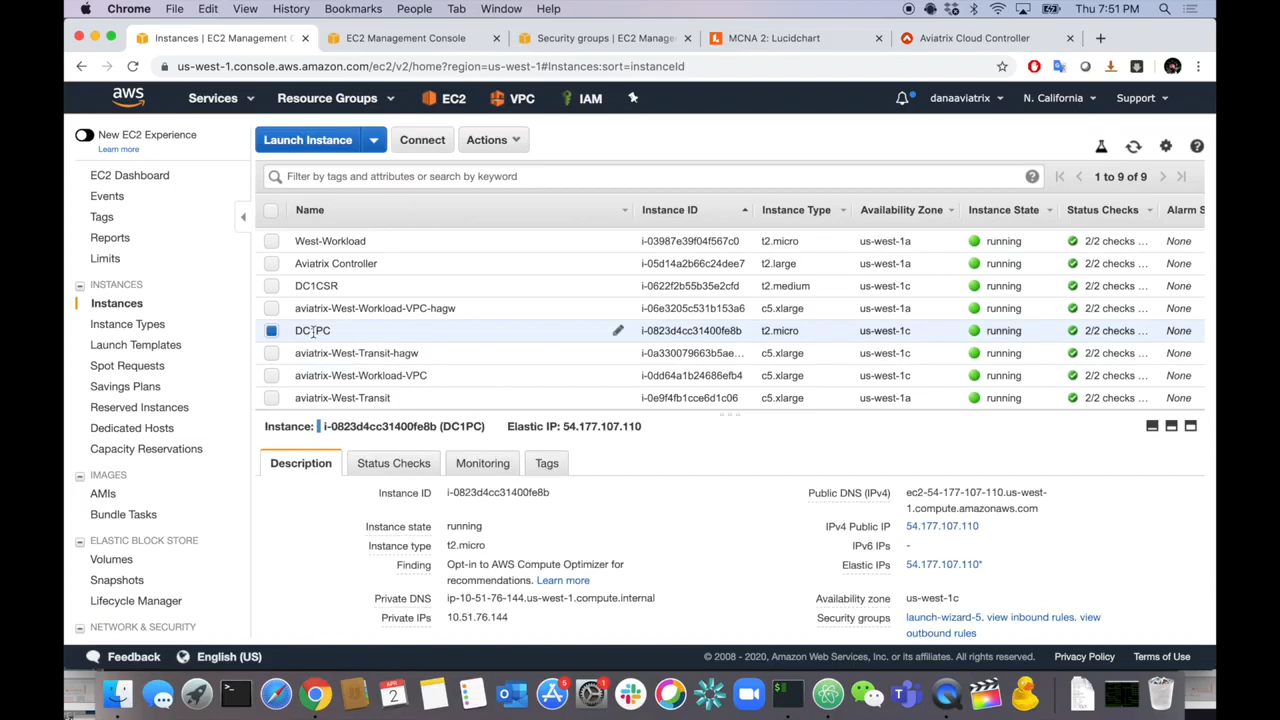 Chrome File Edit View History Bookmarks People Tab Window Help Thu 7:51 PM
Instances | EC2 Management C × EC2 Management Console × Security groups | EC2 Manage × MCNA 2: Lucidchart × Aviatrix Cloud Controller × +
us-west-1.console.aws.amazon.com/ec2/v2/home?region=us-west-1#Instances:sort=instanceId
aws Services Resource Groups EC2 VPC IAM danaaviatrix N. California Support
New EC2 Experience
Learn more
EC2 Dashboard
Events
Tags
Reports
Limits
INSTANCES
Instances
Instance Types
Launch Templates
Spot Requests
Savings Plans
Reserved Instances
Dedicated Hosts
Capacity Reservations
IMAGES
AMIs
Bundle Tasks
ELASTIC BLOCK STORE
Volumes
Snapshots
Lifecycle Manager
NETWORK & SECURITY
Launch Instance Connect Actions
Filter by tags and attributes or search by keyword 1 to 9 of 9
Name Instance ID Instance Type Availability Zone Instance State Status Checks Alarm S
West-Workload i-03987e39f04f567c0 t2.micro us-west-1a running 2/2 checks ... None
Aviatrix Controller i-05d14a2b66c24dee7 t2.large us-west-1a running 2/2 checks ... None
DC1CSR i-0622f2b55b35e2cfd t2.medium us-west-1a running 2/2 checks ... None
aviatrix-West-Workload-VPC-hagw i-06e3205c531b153a6 c5.xlarge us-west-1a running 2/2 checks ... None
DC1PC i-0823d4cc31400fe8b t2.micro us-west-1c running 2/2 checks ... None
aviatrix-West-Transit-hagw i-0a330079663b5ae... c5.xlarge us-west-1c running 2/2 checks ... None
aviatrix-West-Workload-VPC i-0dd64a1b24686efb4 c5.xlarge us-west-1c running 2/2 checks ... None
aviatrix-West-Transit i-0e9f4fb1cce6d1c06 c5.xlarge us-west-1a running 2/2 checks ... None
Instance: i-0823d4cc31400fe8b (DC1PC) Elastic IP: 54.177.107.110
Description Status Checks Monitoring Tags
Instance ID i-0823d4cc31400fe8b
Instance state running
Instance type t2.micro
Finding Opt-in to AWS Compute Optimizer for
recommendations. Learn more
Private DNS ip-10-51-76-144.us-west-1.compute.internal
Private IPs 10.51.76.144
Public DNS (IPv4) ec2-54-177-107-110.us-west-
1.compute.amazonaws.com
IPv4 Public IP 54.177.107.110
IPv6 IPs -
Elastic IPs 54.177.107.110*
Availability zone us-west-1c
Security groups launch-wizard-5. view inbound rules. view
outbound rules
Feedback English (US) © 2008 - 2020, Amazon Web Services, Inc. or its affiliates. All rights reserved. Privacy Policy Terms of Use
APR
2
5